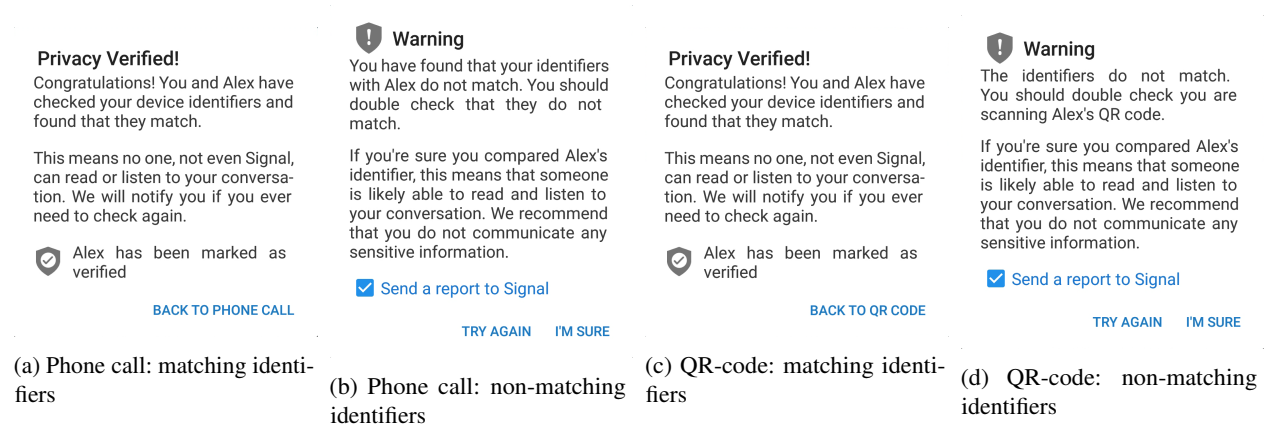 Privacy Verified!
Congratulations! You and Alex have
checked your device identifiers and
found that they match.
This means no one, not even Signal,
can read or listen to your conversa-
tion. We will notify you if you ever
need to check again.
Alex has been marked as
verified
BACK TO PHONE CALL
(a) Phone call: matching identi-
fiers
Warning
You have found that your identifiers
with Alex do not match. You should
double check that they do not
match.
If you're sure you compared Alex's
identifier, this means that someone
is likely able to read and listen to
your conversation. We recommend
that you do not communicate any
sensitive information.
Send a report to Signal
TRY AGAIN I'M SURE
(b) Phone call: non-matching
identifiers
Privacy Verified!
Congratulations! You and Alex have
checked your device identifiers and
found that they match.
This means no one, not even Signal,
can read or listen to your conversa-
tion. We will notify you if you ever
need to check again.
Alex has been marked as
verified
BACK TO QR CODE
(c) QR-code: matching identi-
fiers
Warning
The identifiers do not match.
You should double check you are
scanning Alex's QR code.
If you're sure you compared Alex's
identifier, this means that someone
is likely able to read and listen to
your conversation. We recommend
that you do not communicate any
sensitive information.
Send a report to Signal
TRY AGAIN I'M SURE
(d) QR-code: non-matching
identifiers